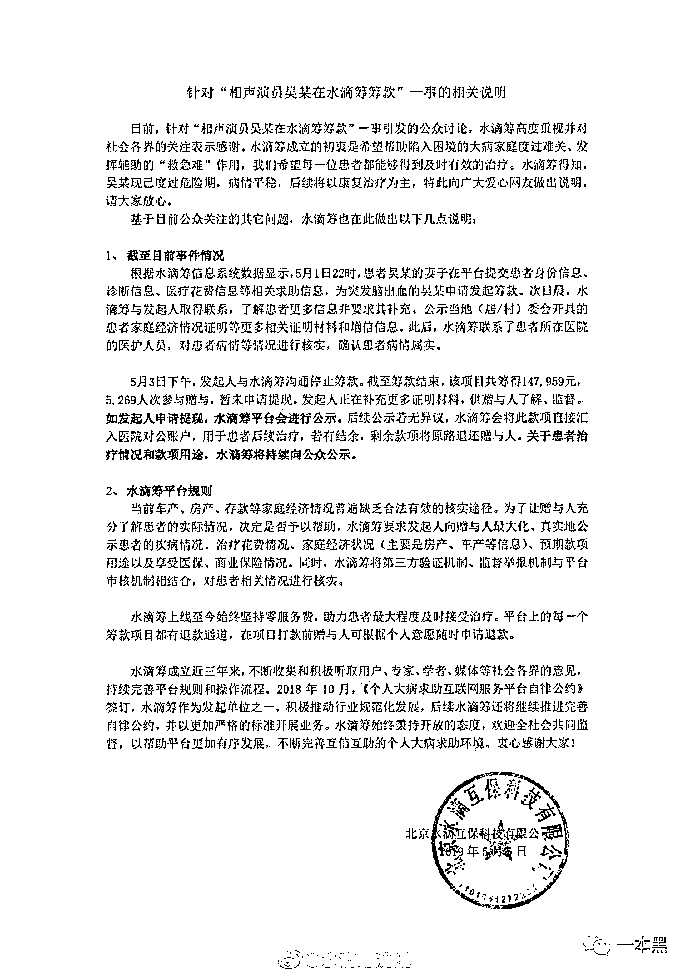 针对“相声演员吴某在水滴筹筹款”一事的相关说明
日前，针对“相声演员吴某在水滴筹筹款”一事引发的公众讨论，水滴筹高度重视并对
社会各界的关注表示感谢。水滴筹成立的初衷是希望帮助陷入困境的大病家庭度过难关、发
挥辅助的“救急难”作用，我们希望每一位患者都能够得到及时有效的治疗。水滴筹得知，
吴某现已度过危险期，病情平稳，后续将以康复治疗为主，特此向广大爱心网友做出说明，
请大家放心。
基于目前公众关注的其它问题，水滴筹也在此做出以下几点说明：
1、 截至目前事件情况
根据水滴筹信息系统数据显示，5月1日22时，患者吴某的妻子在平台提交患者身份信息、
诊断信息、医疗花费信息等相关求助信息，为突发脑出血的吴某申请发起筹款。次日晨，水
滴筹与发起人取得联系，了解患者更多信息并要求其补充、公示当地（居/村）委会开具的
患者家庭经济情况证明等更多相关证明材料和增信信息。此后，水滴筹联系了患者所在医院
的医护人员，对患者病情等情况进行核实，确认患者病情属实。
5月3日下午，发起人与水滴筹沟通停止筹款。截至筹款结束，该项目共筹得147,959元，
5,269人次参与赠与，暂未申请提现。发起人正在补充更多证明材料，供赠与人了解、监督。
如发起人申请提现，水滴筹平台会进行公示。后续公示若无异议，水滴筹会将此款项直接汇
入医院对公账户，用于患者后续治疗，若有结余，剩余款项将原路退还赠与人。关于患者治
疗情况和款项用途，水滴筹将持续向公众公示。
2、 水滴筹平台规则
当前车产、房产、存款等家庭经济情况普遍缺乏合法有效的核实途径。为了让赠与人充
分了解患者的实际情况，决定是否予以帮助，水滴筹要求发起人向赠与人最大化、真实地公
示患者的疾病情况、治疗花费情况、家庭经济状况（主要是房产、车产等信息）、预期款项
用途以及享受医保、商业保险情况。同时，水滴筹将第三方验证机制、监督举报机制与平台
审核机制相结合，对患者相关情况进行核实。
水滴筹上线至今始终坚持零服务费，助力患者最大程度及时接受治疗。平台上的每一个
筹款项目都有退款通道，在项目打款前赠与人可根据个人意愿随时申请退款。
水滴筹成立近三年来，不断收集和积极听取用户、专家、学者、媒体等社会各界的意见，
持续完善平台规则和操作流程。2018 年 10 月，《个人大病求助互联网服务平台自律公约》
签订，水滴筹作为发起单位之一，积极推动行业规范化发展，后续水滴筹还将继续推进完善
自律公约，并以更加严格的标准开展业务。水滴筹始终秉持开放的态度，欢迎全社会共同监
督，以帮助平台更加有序发展，不断完善互信互助的个人大病求助环境。衷心感谢大家！
北京水滴互保科技有限公司
北京水滴互保科技有限公司
一本黑